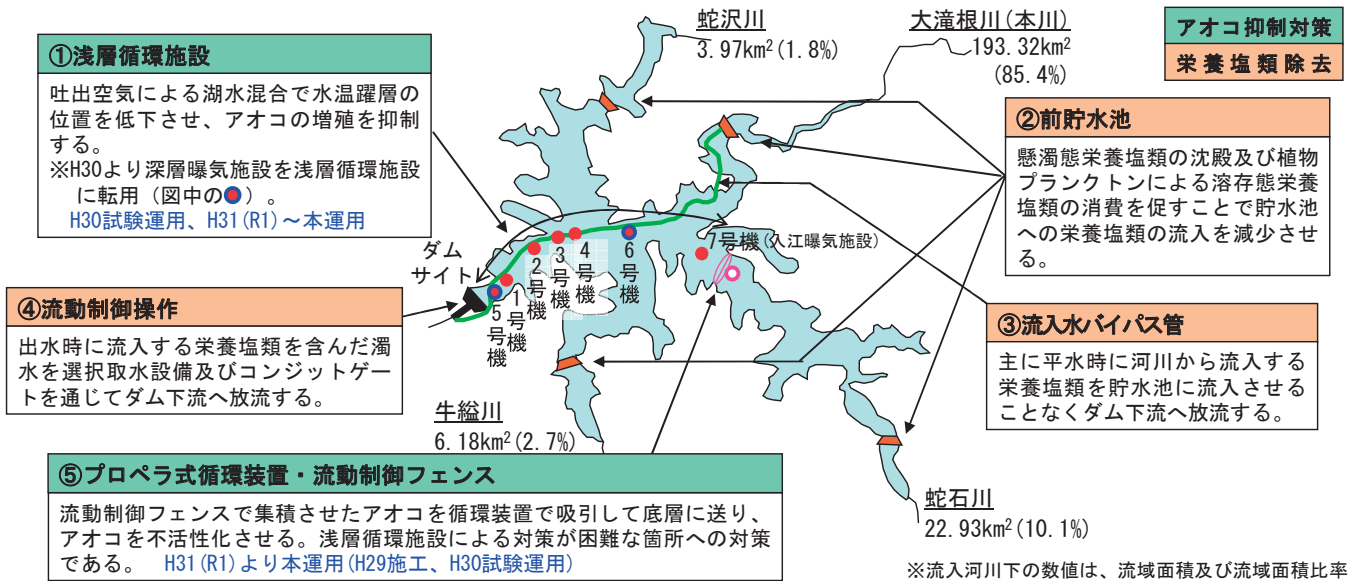 蛇沢川
3.97km²(1.8%)
大滝根川(本川)
193.32km²
(85.4%)
アオコ抑制対策
栄養塩類除去
①浅層循環施設
吐出空気による湖水混合で水温躍層の
位置を低下させ、アオコの増殖を抑制
する。
※H30より深層曝気施設を浅層循環施設
に転用（図中の　）。
H30試験運用、H31(R1)～本運用
②前貯水池
懸濁態栄養塩類の沈殿及び植物
プランクトンによる溶存態栄養
塩類の消費を促すことで貯水池
への栄養塩類の流入を減少させ
る。
ダム
サイト
5号機
1号機
2号機
3号機
4号機
6号機
7号機(入江曝気施設)
④流動制御操作
出水時に流入する栄養塩類を含んだ濁
水を選択取水設備及びコンジットゲー
トを通じてダム下流へ放流する。
③流入水バイパス管
主に平水時に河川から流入する
栄養塩類を貯水池に流入させる
ことなくダム下流へ放流する。
牛縊川
6.18km²(2.7%)
⑤プロペラ式循環装置・流動制御フェンス
流動制御フェンスで集積させたアオコを循環装置で吸引して底層に送り、
アオコを不活性化させる。浅層循環施設による対策が困難な箇所への対策
である。　H31(R1)より本運用(H29施工、H30試験運用)
蛇石川
22.93km²(10.1%)
※流入河川下の数値は、流域面積及び流域面積比率